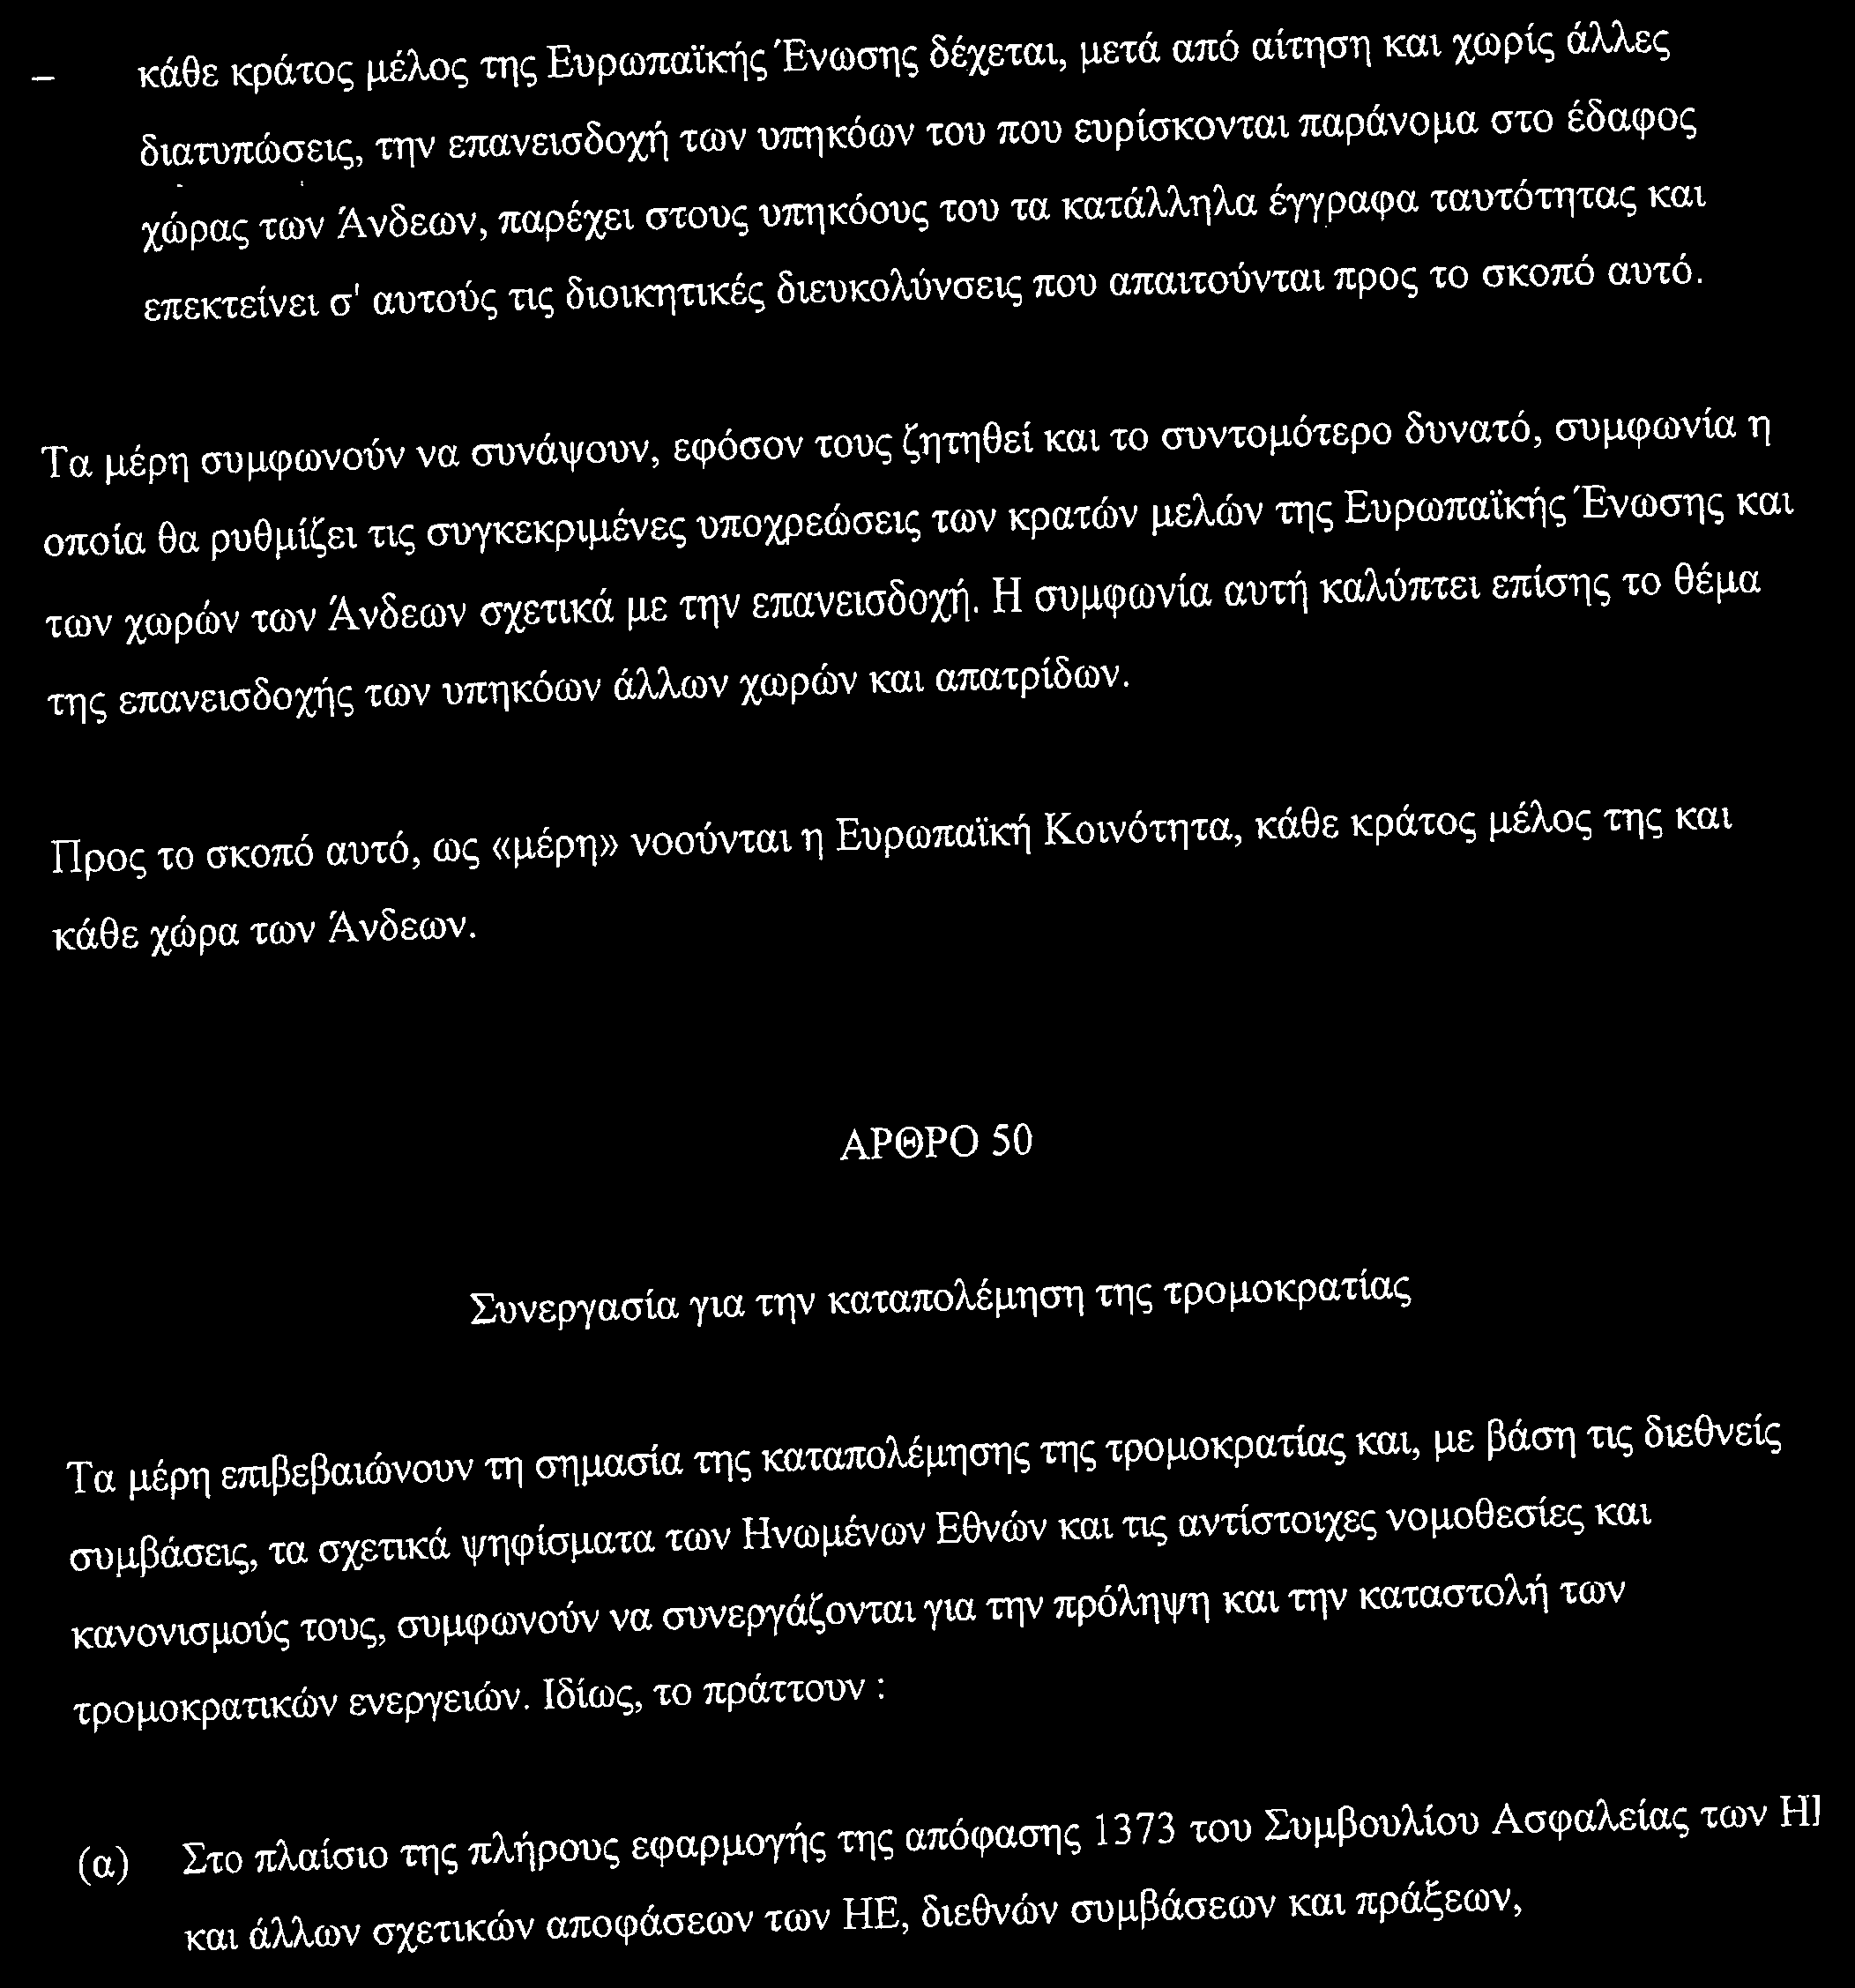 – κάθε κράτος μέλος της Ευρωπαϊκής Ένωσης δέχεται, μετά από αίτηση και χωρίς άλλες
διατυπώσεις, την επανεισδοχή των υπηκόων του που ευρίσκονται παράνομα στο έδαφος
χώρας των Άνδεων, παρέχει στους υπηκόους του τα κατάλληλα έγγραφα ταυτότητας και
επεκτείνει σ' αυτούς τις διοικητικές διευκολύνσεις που απαιτούνται προς το σκοπό αυτό.
Τα μέρη συμφωνούν να συνάψουν, εφόσον τους ζητηθεί και το συντομότερο δυνατό, συμφωνία η
οποία θα ρυθμίζει τις συγκεκριμένες υποχρεώσεις των κρατών μελών της Ευρωπαϊκής Ένωσης και
των χωρών των Άνδεων σχετικά με την επανεισδοχή. Η συμφωνία αυτή καλύπτει επίσης το θέμα
της επανεισδοχής των υπηκόων άλλων χωρών και απατρίδων.
Προς το σκοπό αυτό, ως «μέρη» νοούνται η Ευρωπαϊκή Κοινότητα, κάθε κράτος μέλος της και
κάθε χώρα των Άνδεων.
ΑΡΘΡΟ 50
Συνεργασία για την καταπολέμηση της τρομοκρατίας
Τα μέρη επιβεβαιώνουν τη σημασία της καταπολέμησης της τρομοκρατίας και, με βάση τις διεθνείς
συμβάσεις, τα σχετικά ψηφίσματα των Ηνωμένων Εθνών και τις αντίστοιχες νομοθεσίες και
κανονισμούς τους, συμφωνούν να συνεργάζονται για την πρόληψη και την καταστολή των
τρομοκρατικών ενεργειών. Ιδίως, το πράττουν :
(α) Στο πλαίσιο της πλήρους εφαρμογής της απόφασης 1373 του Συμβουλίου Ασφαλείας των
και άλλων σχετικών αποφάσεων των ΗΕ, διεθνών συμβάσεων και πράξεων,